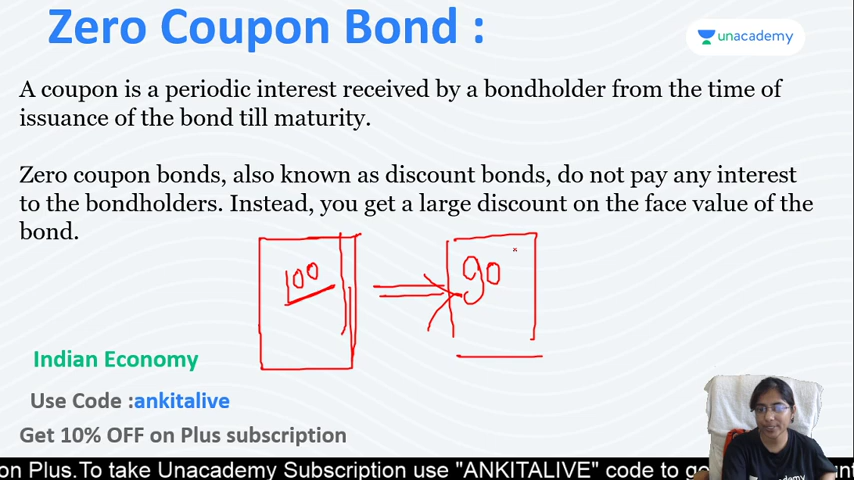 Zero Coupon Bond :
unacademy
A coupon is a periodic interest received by a bondholder from the time of
issuance of the bond till maturity.
Zero coupon bonds, also known as discount bonds, do not pay any interest
to the bondholders. Instead, you get a large discount on the face value of the
bond.
100
90
Indian Economy
Use Code :ankitalive
Get 10% OFF on Plus subscription
on Plus.To take Unacademy Subscription use "ANKITALIVE" code to
unacademy